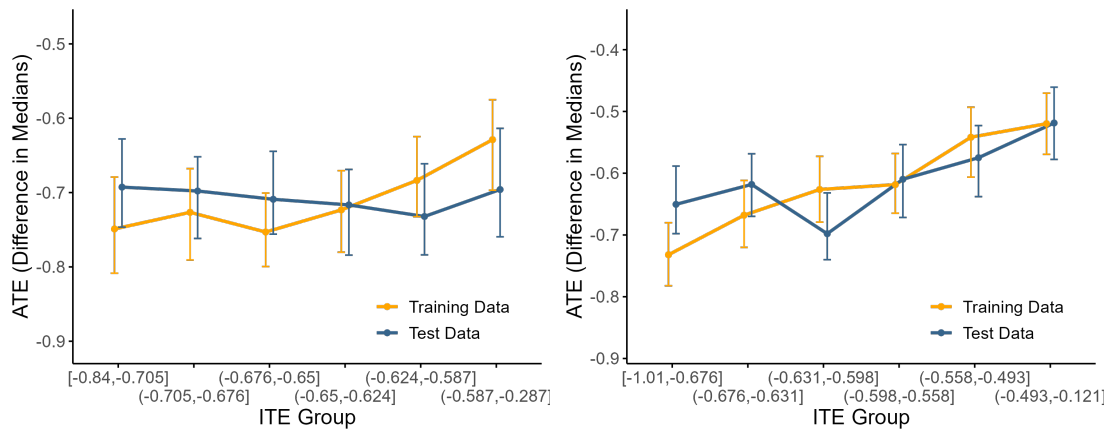 ATE (Difference in Medians)
-0.5
-0.6
-0.7
-0.8
-0.9
Training Data
Test Data
[-0.84,-0.705]
(-0.676,-0.65]
(-0.624,-0.587]
(-0.705,-0.676]
(-0.65,-0.624]
(-0.587,-0.287]
ITE Group
ATE (Difference in Medians)
-0.4
-0.5
-0.6
-0.7
-0.8
-0.9
Training Data
Test Data
[-1.01,-0.676]
(-0.631,-0.598]
(-0.558,-0.493]
(-0.676,-0.631]
(-0.598,-0.558]
(-0.493,-0.121]
ITE Group